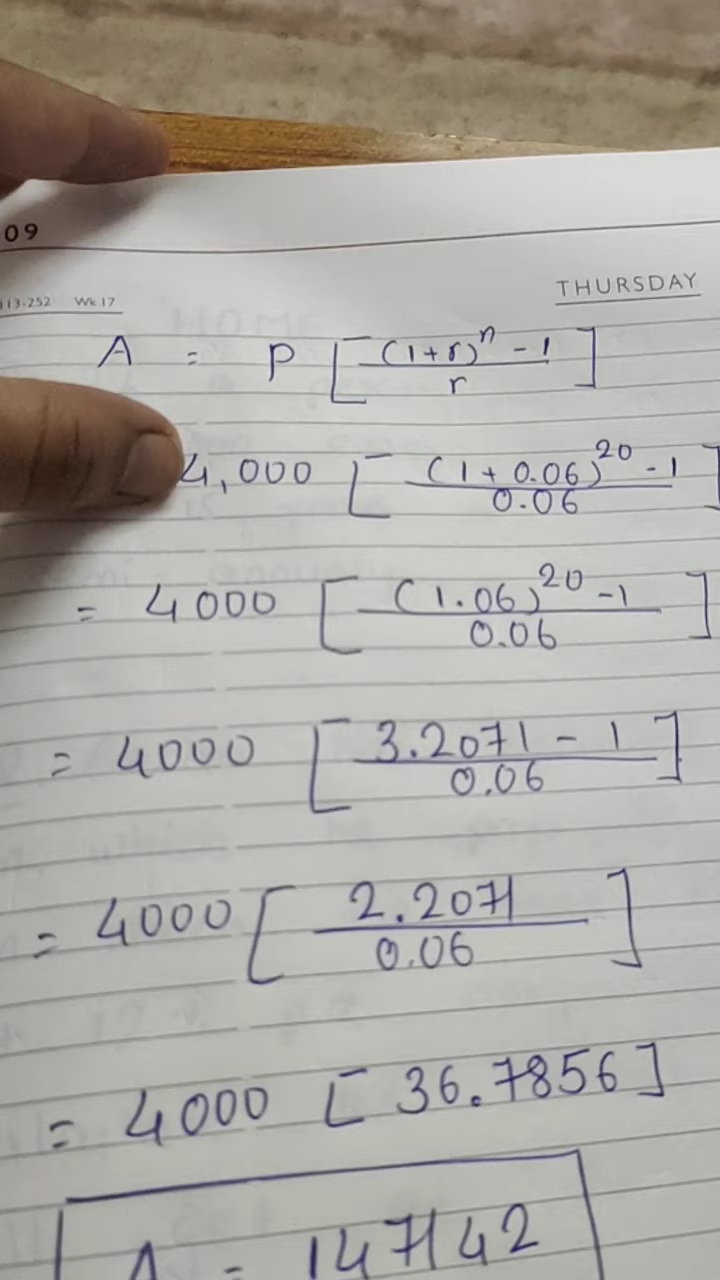 09
113-252 Wk 17
THURSDAY
A = P [ (1+r)^n - 1 / r ]
4,000 [ (1+0.06)^20 - 1 / 0.06 ]
= 4000 [ (1.06)^20 - 1 / 0.06 ]
= 4000 [ 3.2071 - 1 / 0.06 ]
= 4000 [ 2.2071 / 0.06 ]
= 4000 [ 36.7856 ]
A = 147142